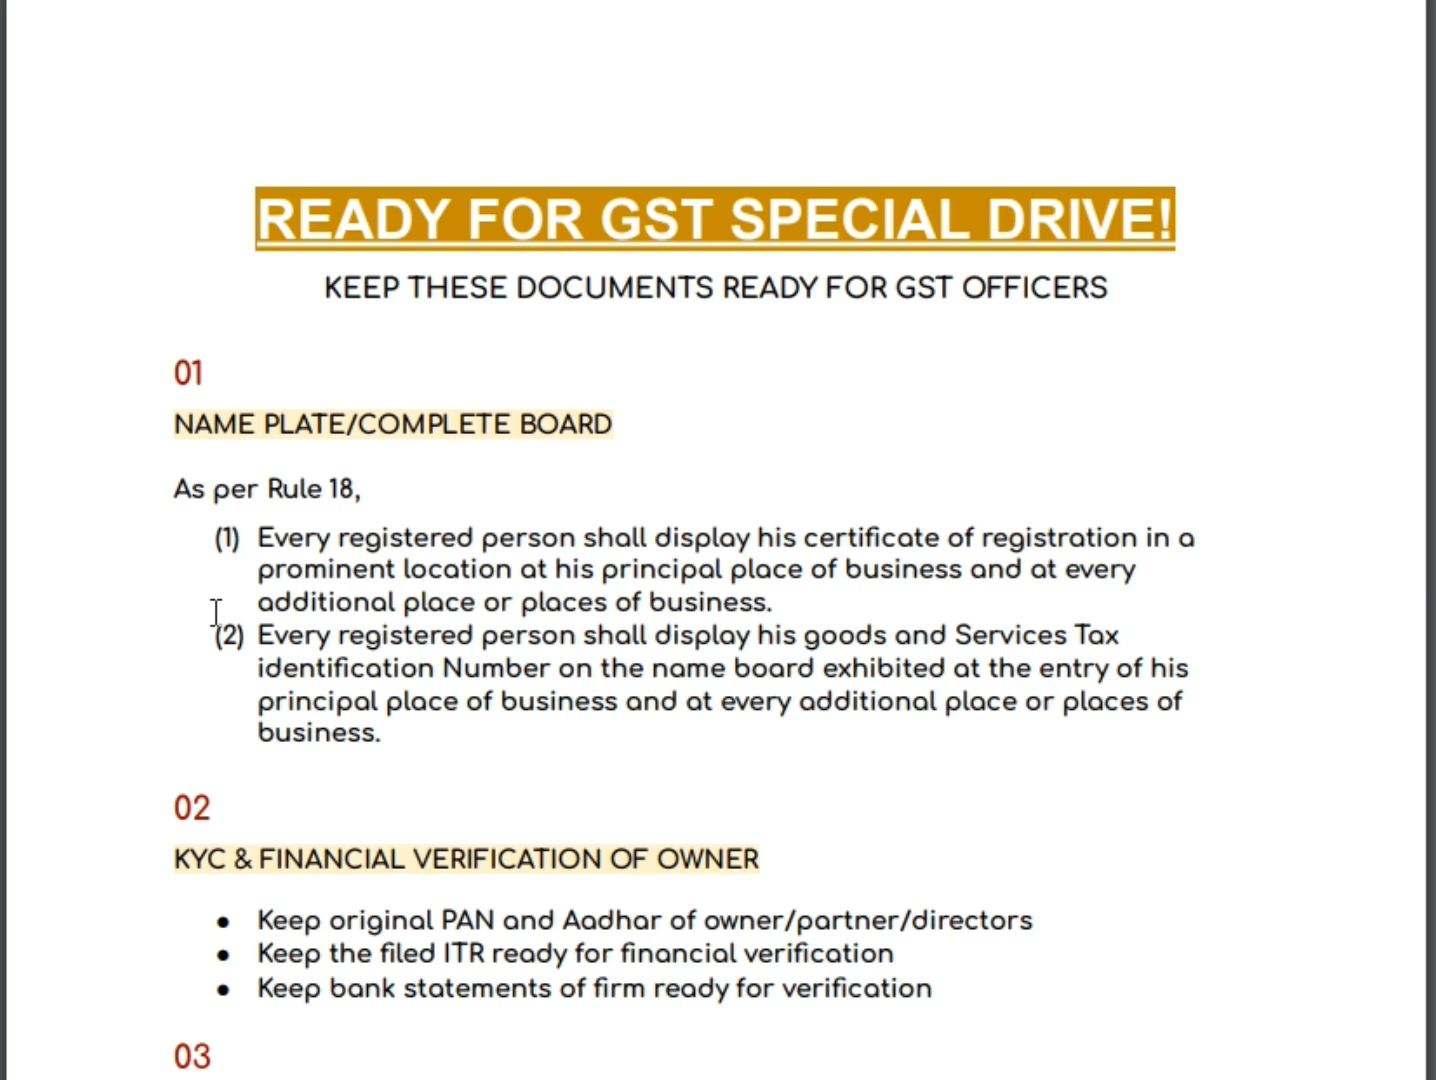 READY FOR GST SPECIAL DRIVE!
KEEP THESE DOCUMENTS READY FOR GST OFFICERS
01
NAME PLATE/COMPLETE BOARD
As per Rule 18,
(1) Every registered person shall display his certificate of registration in a
prominent location at his principal place of business and at every
additional place or places of business.
(2) Every registered person shall display his goods and Services Tax
identification Number on the name board exhibited at the entry of his
principal place of business and at every additional place or places of
business.
02
KYC & FINANCIAL VERIFICATION OF OWNER
● Keep original PAN and Aadhar of owner/partner/directors
● Keep the filed ITR ready for financial verification
● Keep bank statements of firm ready for verification
03